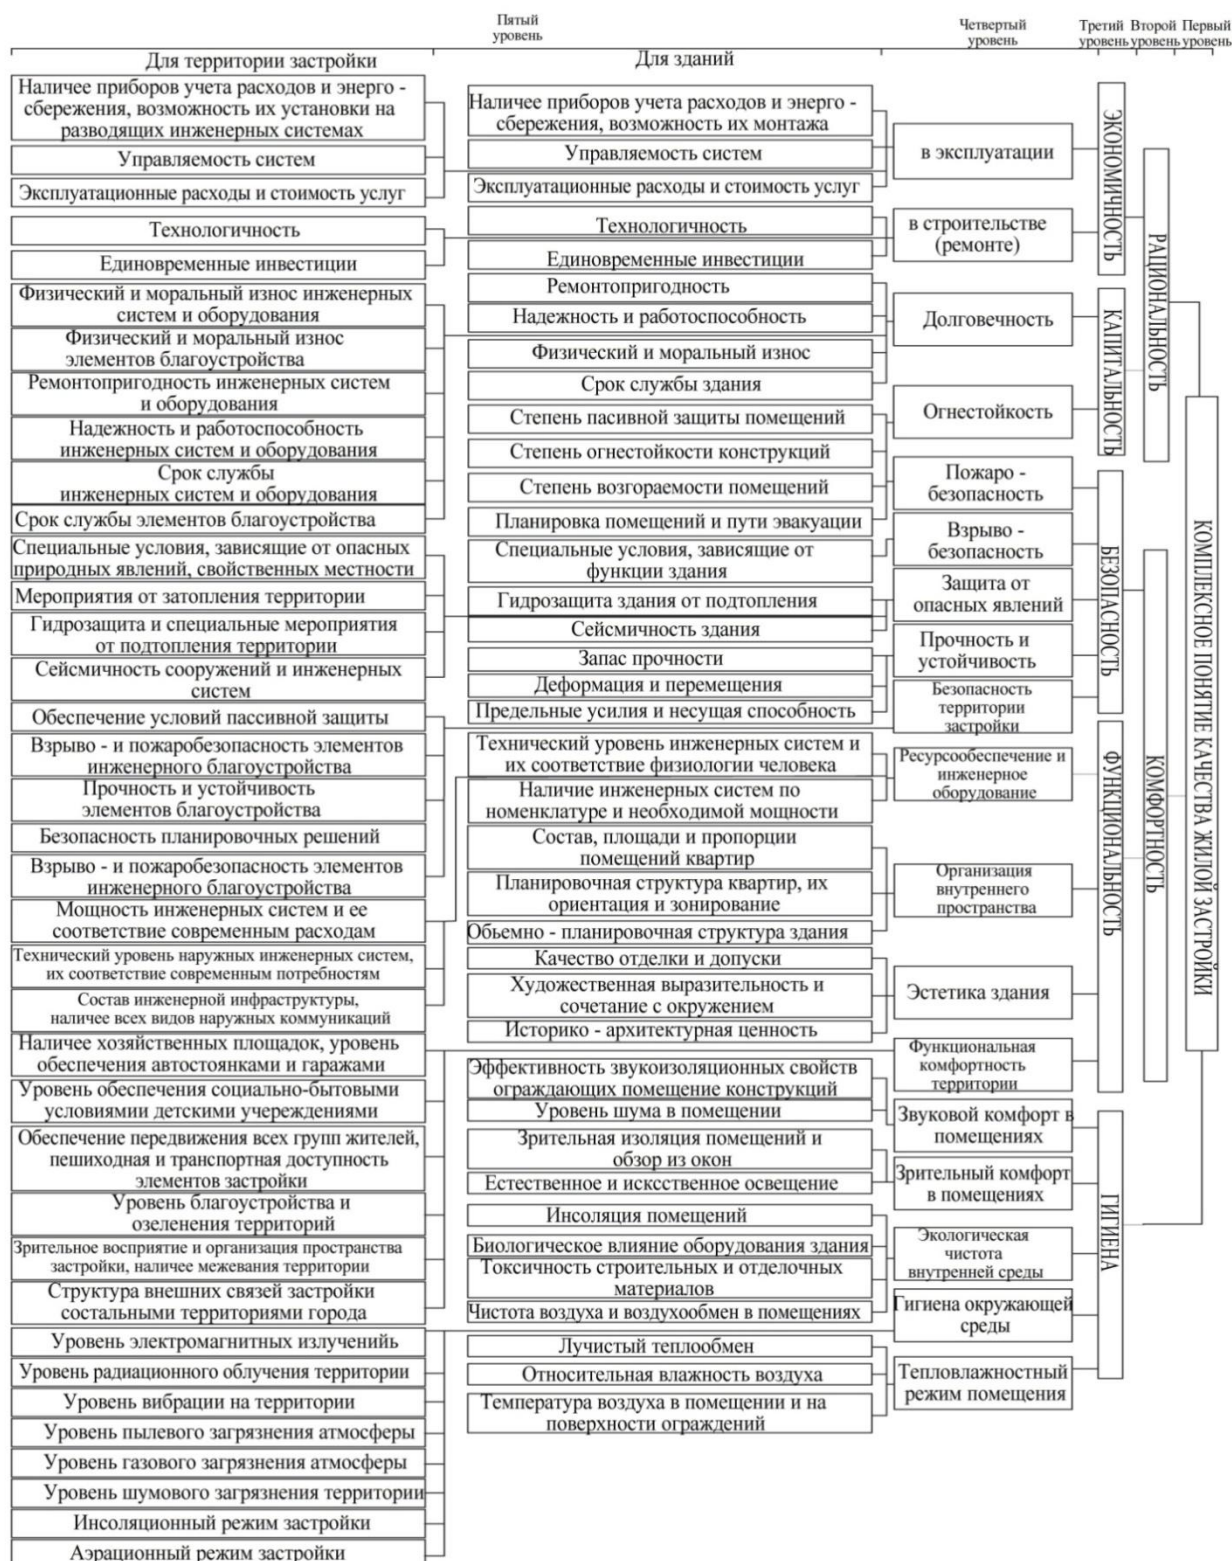 Пятый
уровень
Четвертый
уровень
Третий
уровень
Второй
уровень
Первый
уровень
Для территории застройки
Наличее приборов учета расходов и энерго -
сбережения, возможность их установки на
разводящих инженерных системах
Управляемость систем
Эксплуатационные расходы и стоимость услуг
Технологичность
Единовременные инвестиции
Физический и моральный износ инженерных
систем и оборудования
Физический и моральный износ
элементов благоустройства
Ремонтопригодность инженерных систем
и оборудования
Надежность и работоспособность
инженерных систем и оборудования
Срок службы
инженерных систем и оборудования
Срок службы элементов благоустройства
Специальные условия, зависящие от опасных
природных явлений, свойственных местности
Мероприятия от затопления территории
Гидрозащита и специальные мероприятия
от подтопления территории
Сейсмичность сооружений и инженерных
систем
Обеспечение условий пассивной защиты
Взрыво - и пожаробезопасность элементов
инженерного благоустройства
Прочность и устойчивость
элементов благоустройства
Безопасность планировочных решений
Взрыво - и пожаробезопасность элементов
инженерного благоустройства
Мощность инженерных систем и ее
соответствие современным расходам
Технический уровень наружных инженерных систем,
их соответствие современным потребностям
Состав инженерной инфраструктуры,
наличее всех видов наружных коммуникаций
Наличее хозяйственных площадок, уровень
обеспечения автостоянками и гаражами
Уровень обеспечения социально-бытовыми
условиямии детскими учереждениями
Обеспечение передвижения всех групп жителей,
пешиходная и транспортная доступность
элементов застройки
Уровень благоустройства и
озеленения территорий
Зрительное восприятие и организация пространства
застройки, наличее межевания территории
Структура внешних связей застройки
состальными территориями города
Уровень электромагнитных излученийь
Уровень радиационного облучения территории
Уровень вибрации на территории
Уровень пылевого загрязнения атмосферы
Уровень газового загрязнения атмосферы
Уровень шумового загрязнения территории
Инсоляционный режим застройки
Аэрационный режим застройки
Для зданий
Наличее приборов учета расходов и энерго -
сбережения, возможность их монтажа
Управляемость систем
Эксплуатационные расходы и стоимость услуг
Технологичность
Единовременные инвестиции
Ремонтопригодность
Надежность и работоспособность
Физический и моральный износ
Срок службы здания
Степень пасивной защиты помещений
Степень огнестойкости конструкций
Степень возгораемости помещений
Планировка помещений и пути эвакуации
Специальные условия, зависящие от
функции здания
Гидрозащита здания от подтопления
Сейсмичность здания
Запас прочности
Деформация и перемещения
Предельные усилия и несущая способность
Технический уровень инженерных систем и
их соответствие физиологии человека
Наличие инженерных систем по
номенклатуре и необходимой мощности
Состав, площади и пропорции
помещений квартир
Планировочная структура квартир, их
ориентация и зонирование
Обьемно - планировочная структура здания
Качество отделки и допуски
Художественная выразительность и
сочетание с окружением
Историко - архитектурная ценность
Эффективность звукоизоляционных свойств
ограждающих помещение конструкций
Уровень шума в помещении
Зрительная изоляция помещений и
обзор из окон
Естественное и исксственное освещение
Инсоляция помещений
Биологическое влияние оборудования здания
Токсичность строительных и отделочных
материалов
Чистота воздуха и воздухообмен в помещениях
Лучистый теплообмен
Относительная влажность воздуха
Температура воздуха в помещении и на
поверхности ограждений
в эксплуатации
в строительстве
(ремонте)
Долговечность
Огнестойкость
Пожаро -
безопасность
Взрыво -
безопасность
Защита от
опасных явлений
Прочность и
устойчивость
Безопасность
территории
застройки
Ресурсообеспечение и
инженерное
оборудование
Организация
внутреннего
пространства
Эстетика здания
Функциональная
комфортность
территории
Звуковой комфорт в
помещениях
Зрительный комфорт
в помещениях
Экологическая
чистота
внутренней среды
Гигиена окружающей
среды
Тепловлажностный
режим помещения
ЭКОНОМИЧНОСТЬ
КАПИТАЛЬНОСТЬ
БЕЗОПАСНОСТЬ
ФУНКЦИОНАЛЬНОСТЬ
ГИГИЕНА
РАЦИОНАЛЬНОСТЬ
КОМФОРТНОСТЬ
КОМПЛЕКСНОЕ ПОНЯТИЕ КАЧЕСТВА ЖИЛОЙ ЗАСТРОЙКИ